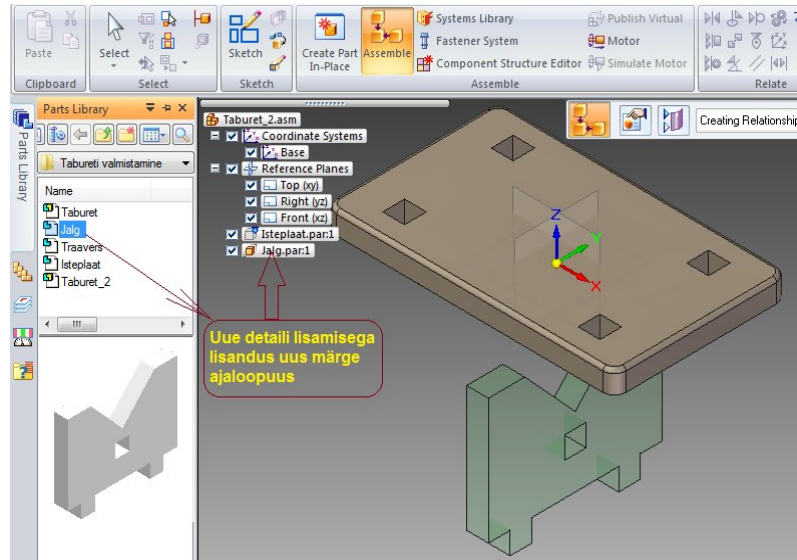 Paste
Clipboard
Select
Select
Sketch
Sketch
Create Part
In-Place
Assemble
Systems Library
Fastener System
Component Structure Editor
Publish Virtual
Motor
Simulate Motor
Assemble
Relate
Parts Library
Parts Library
Tabureti valmistamine
Name
Taburet
Jalg
Traavers
Isteplaat
Taburet_2
Taburet_2.asm
Coordinate Systems
Base
Reference Planes
Top (xy)
Right (yz)
Front (xz)
Isteplaat.par:1
Jalg.par:1
Creating Relationship
Z
Y
X
Uue detaili lisamisega
lisandus uus märge
ajaloopuus